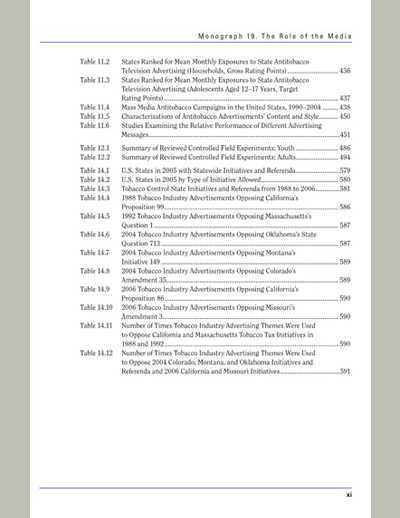 Monograph 19. The Role of the Media
Table 11.2 States Ranked for Mean Monthly Exposures to State Antitobacco
Television Advertising (Households, Gross Rating Points) ............................ 436
Table 11.3 States Ranked for Mean Monthly Exposures to State Antitobacco
Television Advertising (Adolescents Aged 12–17 Years, Target
Rating Points) ............................ 437
Table 11.4 Mass Media Antitobacco Campaigns in the United States, 1990–2004 ......... 438
Table 11.5 Characterizations of Antitobacco Advertisements' Content and Style........... 450
Table 11.6 Studies Examining the Relative Performance of Different Advertising
Messages............................451
Table 12.1 Summary of Reviewed Controlled Field Experiments: Youth ....................... 486
Table 12.2 Summary of Reviewed Controlled Field Experiments: Adults....................... 494
Table 14.1 U.S. States in 2005 with Statewide Initiatives and Referenda........................579
Table 14.2 U.S. States in 2005 by Type of Initiative Allowed............................ 580
Table 14.3 Tobacco Control State Initiatives and Referenda from 1988 to 2006..............581
Table 14.4 1988 Tobacco Industry Advertisements Opposing California's
Proposition 99............................ 586
Table 14.5 1992 Tobacco Industry Advertisements Opposing Massachusetts's
Question 1............................ 587
Table 14.6 2004 Tobacco Industry Advertisements Opposing Oklahoma's State
Question 713............................ 587
Table 14.7 2004 Tobacco Industry Advertisements Opposing Montana's
Initiative 149............................ 589
Table 14.8 2004 Tobacco Industry Advertisements Opposing Colorado's
Amendment 35............................ 589
Table 14.9 2006 Tobacco Industry Advertisements Opposing California's
Proposition 86............................ 590
Table 14.10 2006 Tobacco Industry Advertisements Opposing Missouri's
Amendment 3............................ 590
Table 14.11 Number of Times Tobacco Industry Advertising Themes Were Used
to Oppose California and Massachusetts Tobacco Tax Initiatives in
1988 and 1992............................ 590
Table 14.12 Number of Times Tobacco Industry Advertising Themes Were Used
to Oppose 2004 Colorado, Montana, and Oklahoma Initiatives and
Referenda and 2006 California and Missouri Initiatives............................591
xi